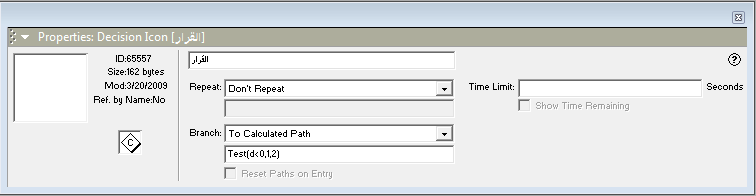 Properties: Decision Icon [القرار]
ID:65557
Size:162 bytes
Mod:3/20/2009
Ref. by Name:No
C
القرار
Repeat: Don't Repeat
Time Limit: Seconds
Show Time Remaining
Branch: To Calculated Path
Test(d<0,1,2)
Reset Paths on Entry